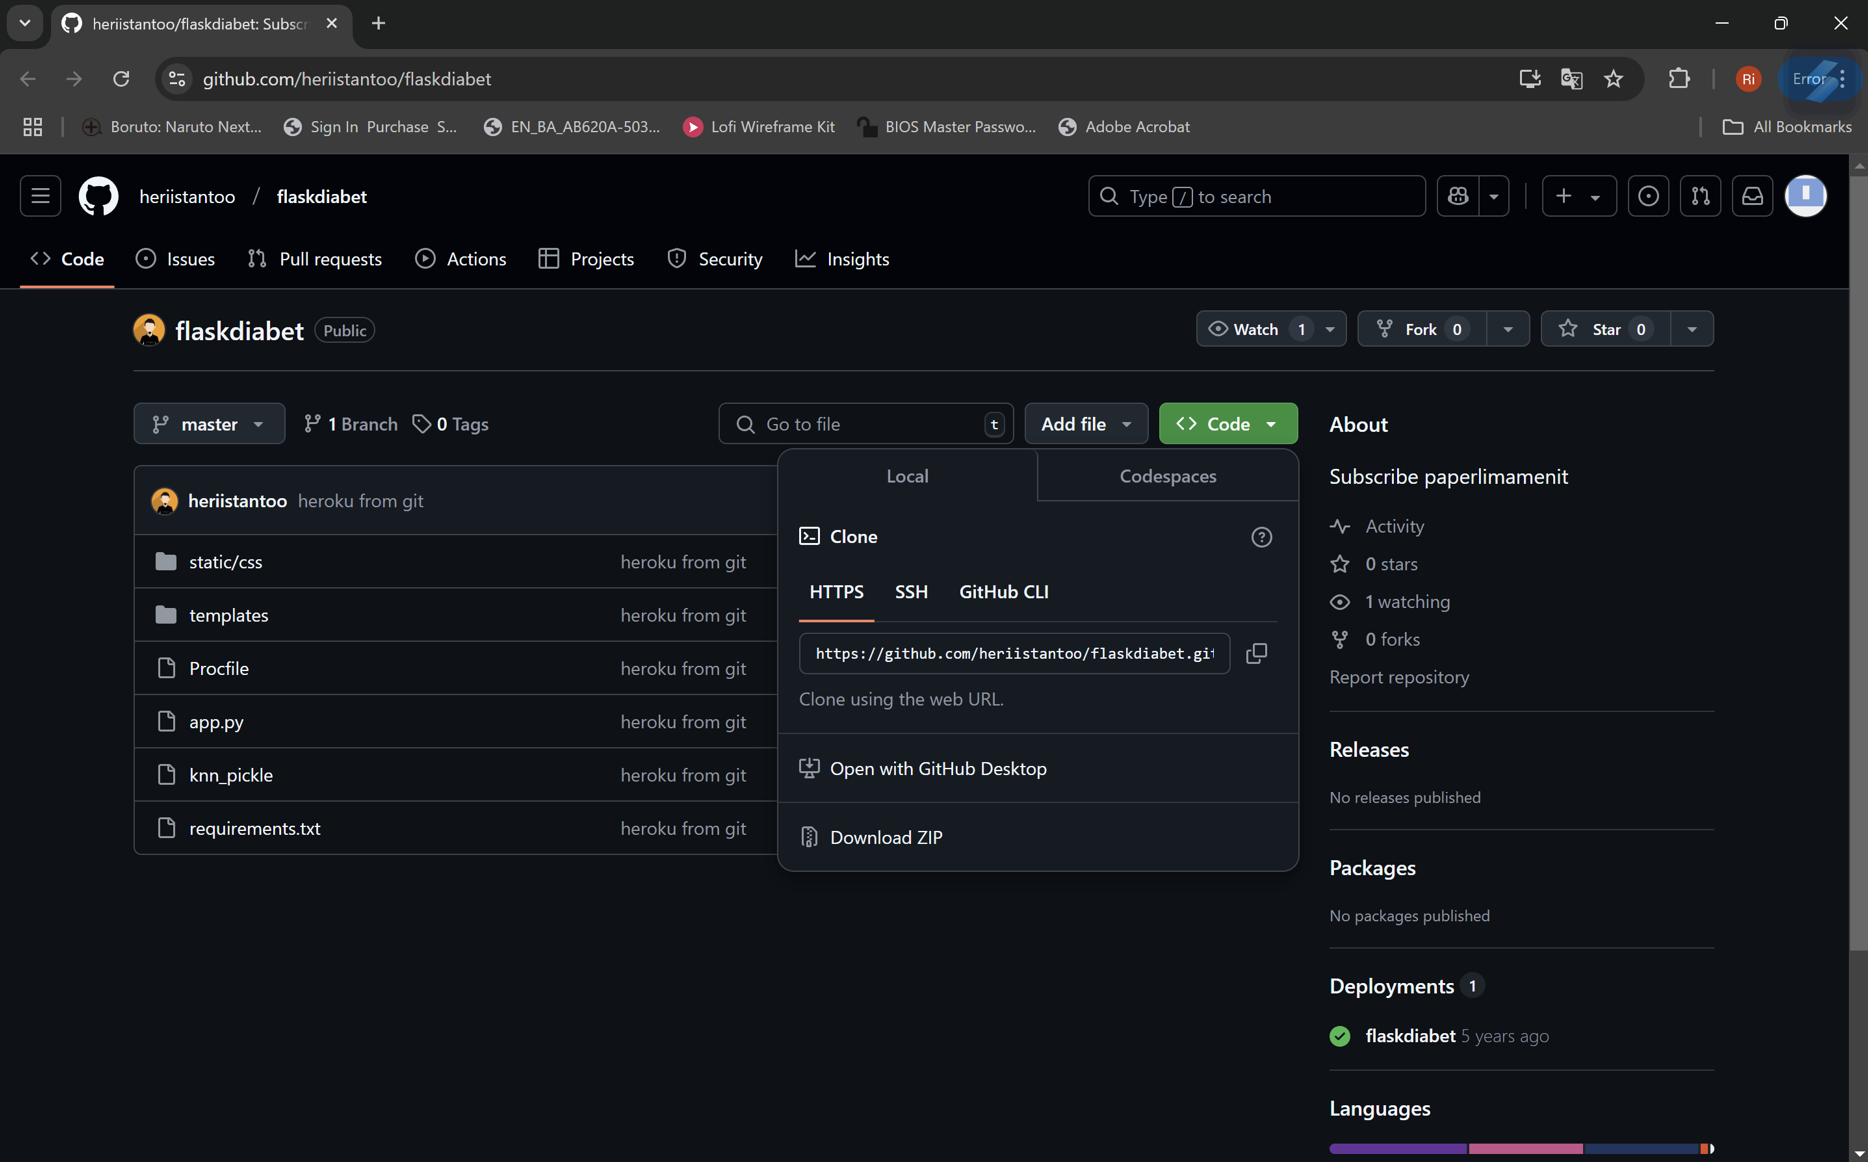 heriistantoo/flaskdiabet: Subscr
github.com/heriistantoo/flaskdiabet
Ri
Error
Boruto: Naruto Next...
Sign In Purchase S...
EN_BA_AB620A-503...
Lofi Wireframe Kit
BIOS Master Passwo...
Adobe Acrobat
All Bookmarks
heriistantoo / flaskdiabet
Type / to search
Code
Issues
Pull requests
Actions
Projects
Security
Insights
flaskdiabet Public
Watch 1
Fork 0
Star 0
master
1 Branch
0 Tags
Go to file t
Add file
Code
heriistantoo heroku from git
static/css heroku from git
templates heroku from git
Procfile heroku from git
app.py heroku from git
knn_pickle heroku from git
requirements.txt heroku from git
Local
Codespaces
Clone
HTTPS
SSH
GitHub CLI
https://github.com/heriistantoo/flaskdiabet.git
Clone using the web URL.
Open with GitHub Desktop
Download ZIP
About
Subscribe paperlimamenit
Activity
0 stars
1 watching
0 forks
Report repository
Releases
No releases published
Packages
No packages published
Deployments 1
flaskdiabet 5 years ago
Languages